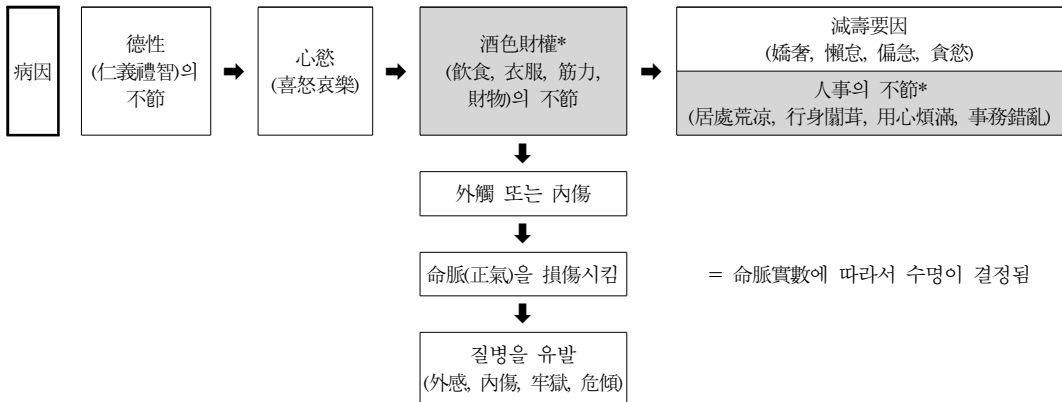 病因
德性
(仁義禮智)의
不節
心慾
(喜怒哀樂)
酒色財權*
(飮食, 衣服, 筋力,
財物)의 不節
減壽要因
(嬌奢, 懶怠, 偏急, 貪慾)
人事의 不節*
(居處荒凉, 行身闒茸, 用心煩滿, 事務錯亂)
外觸 또는 內傷
命脈(正氣)을 損傷시킴
= 命脈實數에 따라서 수명이 결정됨
질병을 유발
(外感, 內傷, 牢獄, 危傾)